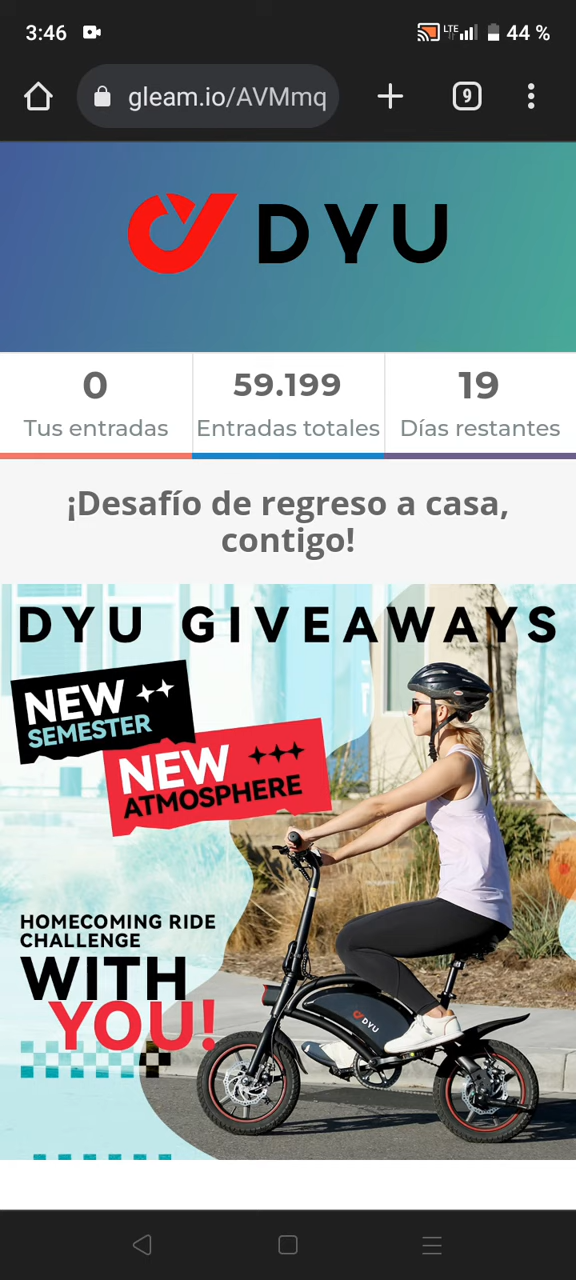 3:46
LTE
44 %
gleam.io/AVMmq
9
DYU
0
59.199
19
Tus entradas
Entradas totales
Días restantes
¡Desafío de regreso a casa,
contigo!
DYU GIVEAWAYS
NEW
SEMESTER
NEW
ATMOSPHERE
HOMECOMING RIDE
CHALLENGE
WITH
YOU!
DYU